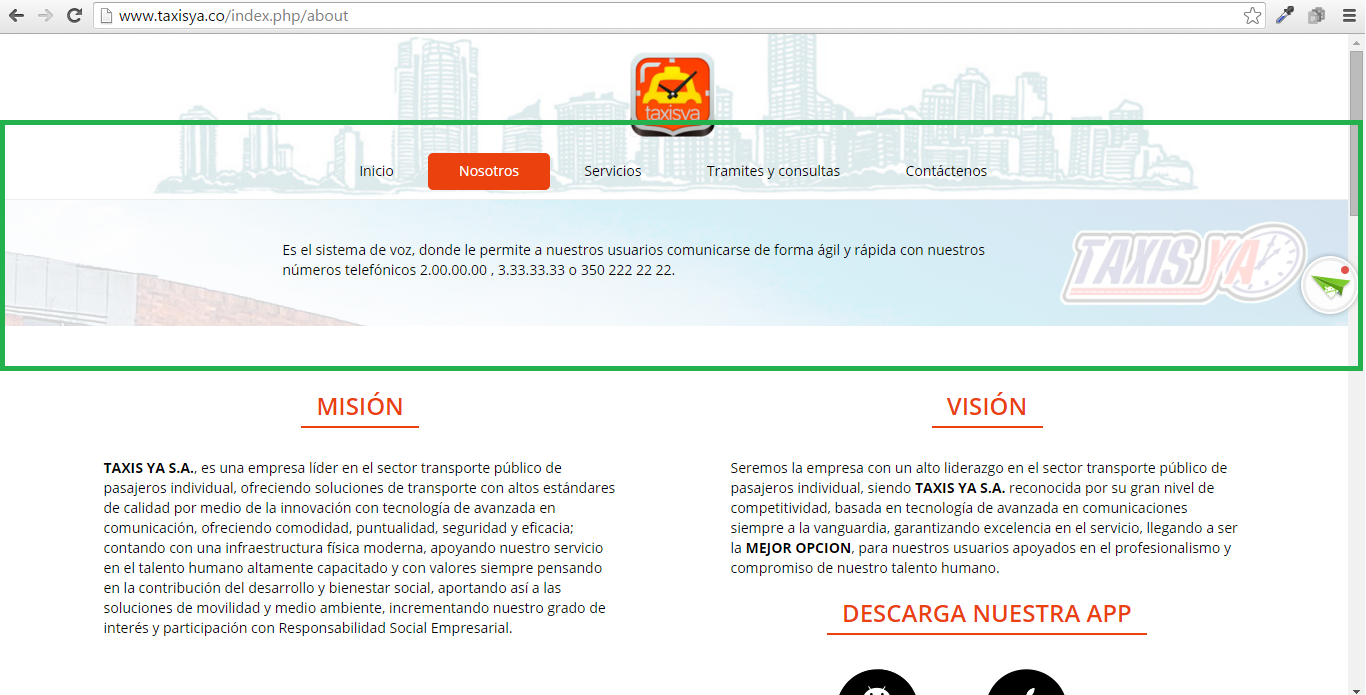 www.taxisya.co/index.php/about
taxisya
Inicio Nosotros Servicios Tramites y consultas Contáctenos
Es el sistema de voz, donde le permite a nuestros usuarios comunicarse de forma ágil y rápida con nuestros
números telefónicos 2.00.00.00 , 3.33.33.33 o 350 222 22 22.
TAXIS YA
MISIÓN
TAXIS YA S.A., es una empresa líder en el sector transporte público de
pasajeros individual, ofreciendo soluciones de transporte con altos estándares
de calidad por medio de la innovación con tecnología de avanzada en
comunicación, ofreciendo comodidad, puntualidad, seguridad y eficacia;
contando con una infraestructura física moderna, apoyando nuestro servicio
en el talento humano altamente capacitado y con valores siempre pensando
en la contribución del desarrollo y bienestar social, aportando así a las
soluciones de movilidad y medio ambiente, incrementando nuestro grado de
interés y participación con Responsabilidad Social Empresarial.
VISIÓN
Seremos la empresa con un alto liderazgo en el sector transporte público de
pasajeros individual, siendo TAXIS YA S.A. reconocida por su gran nivel de
competitividad, basada en tecnología de avanzada en comunicaciones
siempre a la vanguardia, garantizando excelencia en el servicio, llegando a ser
la MEJOR OPCION, para nuestros usuarios apoyados en el profesionalismo y
compromiso de nuestro talento humano.
DESCARGA NUESTRA APP